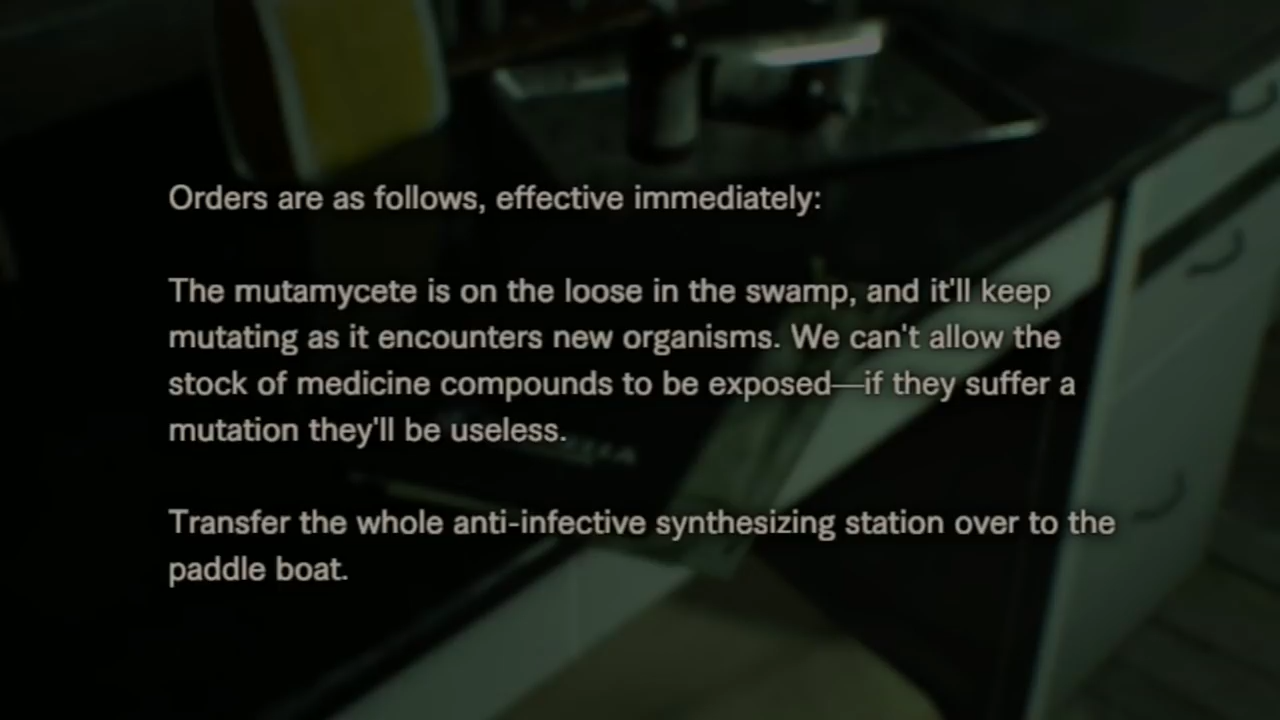 Orders are as follows, effective immediately:
The mutamycete is on the loose in the swamp, and it'll keep
mutating as it encounters new organisms. We can't allow the
stock of medicine compounds to be exposed—if they suffer a
mutation they'll be useless.
Transfer the whole anti-infective synthesizing station over to the
paddle boat.